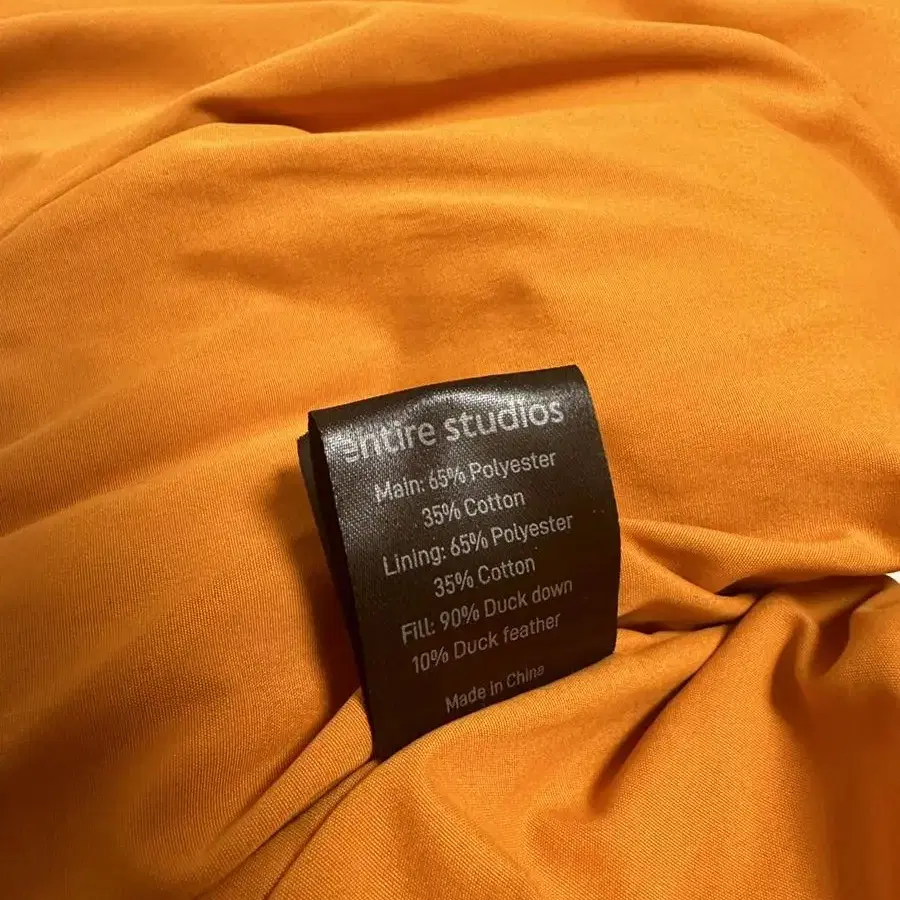 entire studios
Main: 65% Polyester
35% Cotton
Lining: 65% Polyester
35% Cotton
Fill: 90% Duck down
10% Duck feather
Made in China